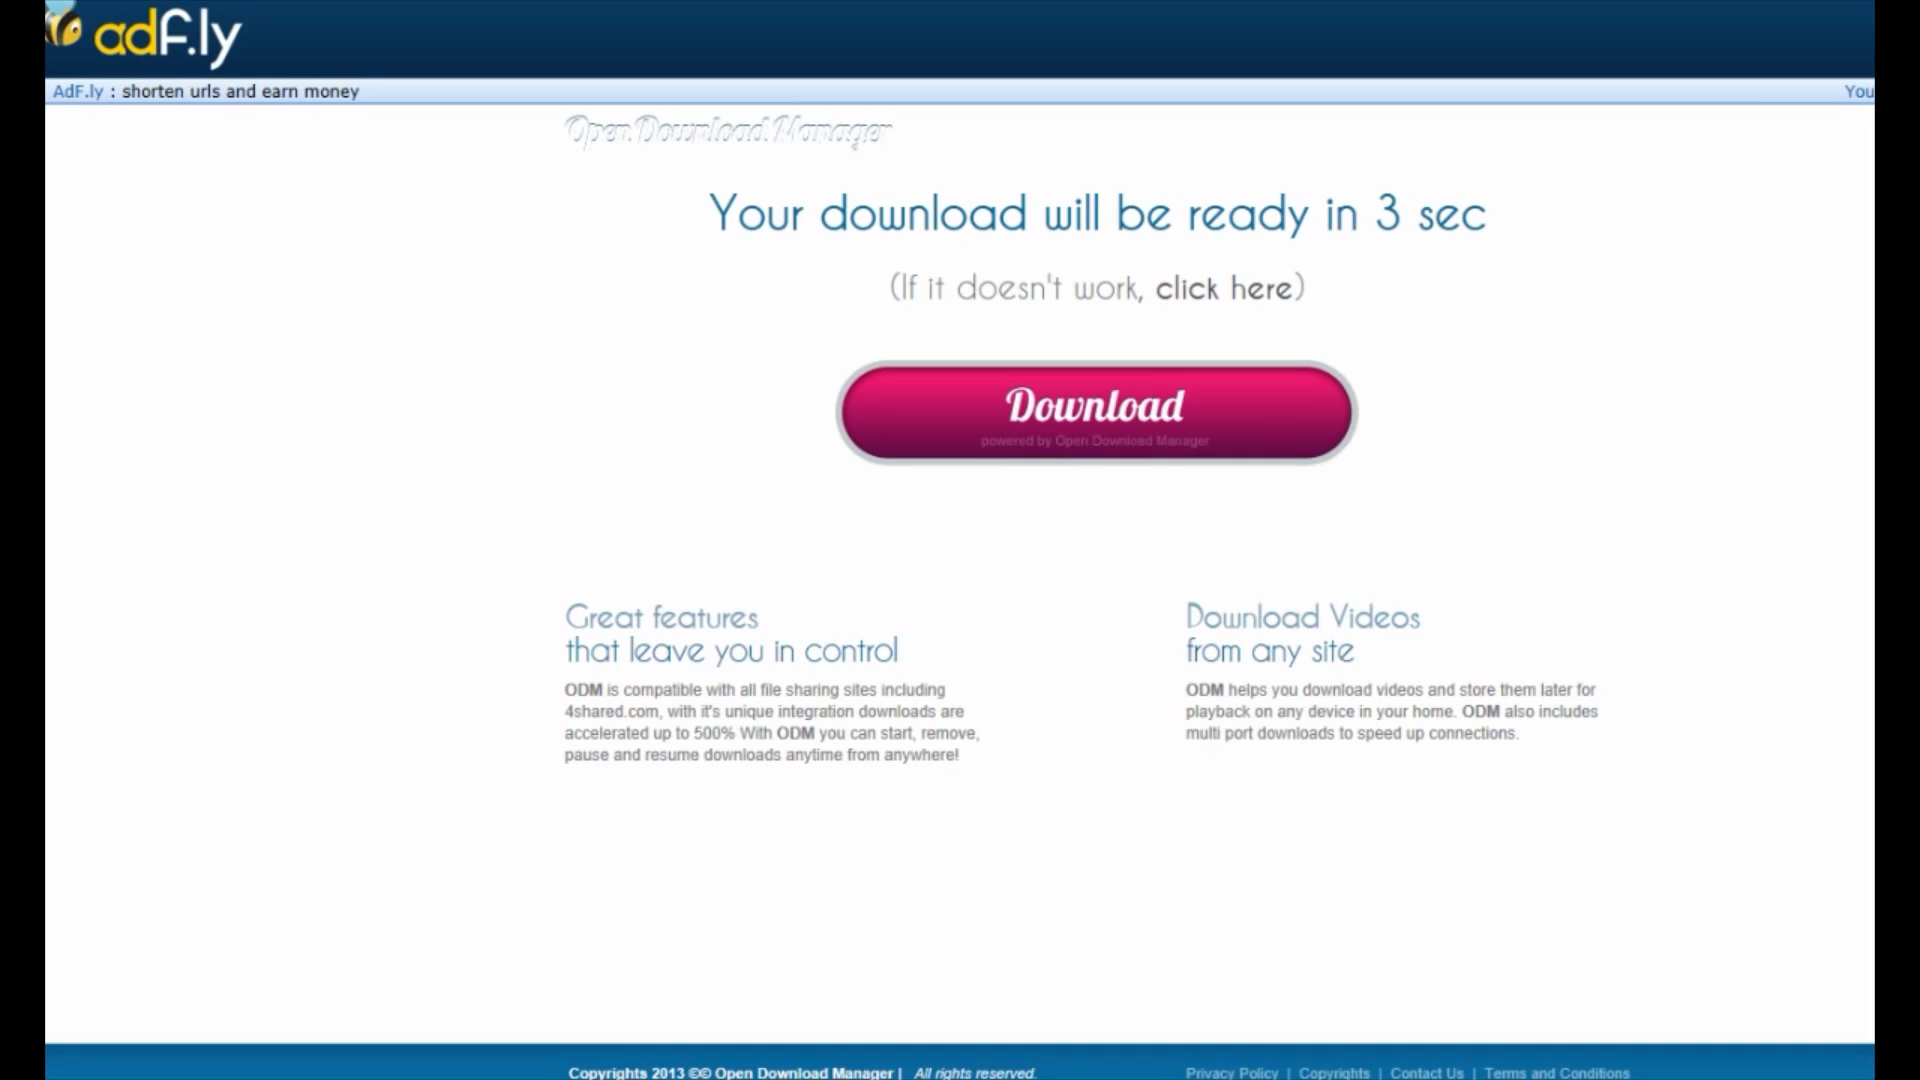 adf.ly
AdF.ly : shorten urls and earn money
You
Open Download Manager
Your download will be ready in 3 sec
(If it doesn't work, click here)
Download
powered by Open Download Manager
Great features
that leave you in control
ODM is compatible with all file sharing sites including
4shared.com, with it's unique integration downloads are
accelerated up to 500% With ODM you can start, remove,
pause and resume downloads anytime from anywhere!
Download Videos
from any site
ODM helps you download videos and store them later for
playback on any device in your home. ODM also includes
multi port downloads to speed up connections.
Copyrights 2013 ©© Open Download Manager | All rights reserved.
Privacy Policy | Copyrights | Contact Us | Terms and Conditions